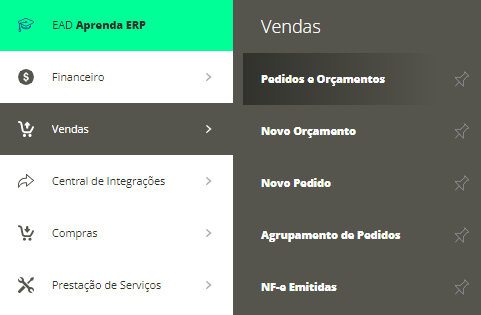 EAD Aprenda ERP
Financeiro
Vendas
Central de Integrações
Compras
Prestação de Serviços
Vendas
Pedidos e Orçamentos
Novo Orçamento
Novo Pedido
Agrupamento de Pedidos
NF-e Emitidas